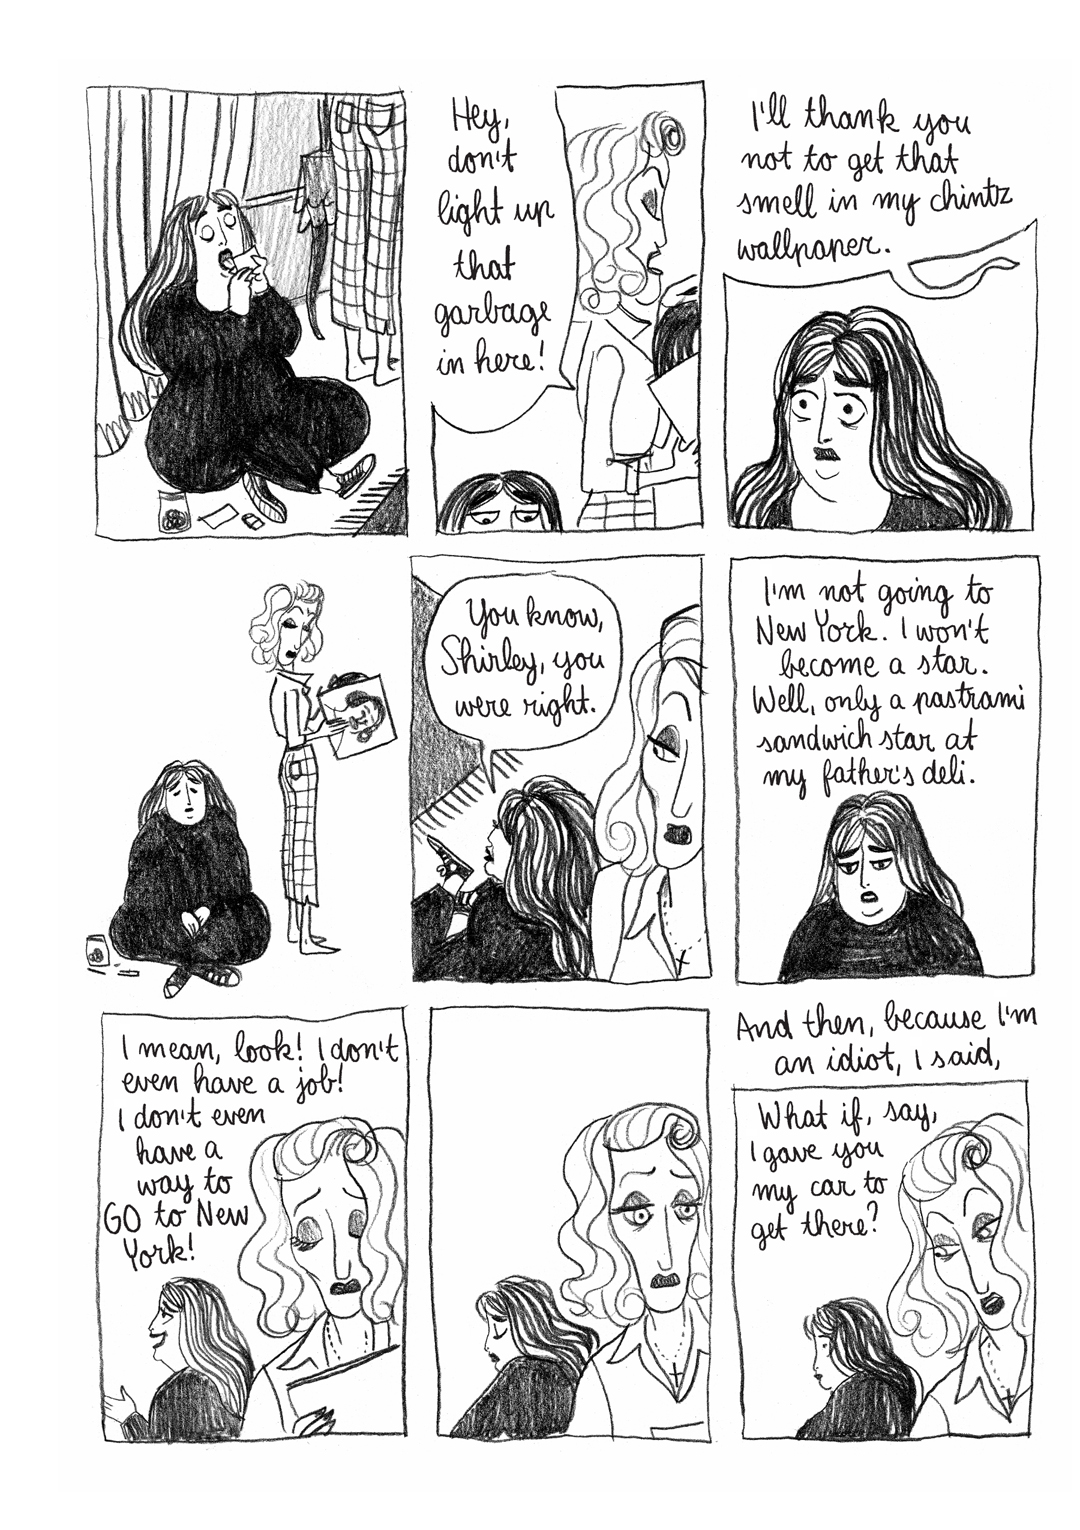 Hey,
don't
light up
that
garbage
in here!
I'll thank you
not to get that
smell in my chintz
wallpaper.
You know,
Shirley, you
were right.
I'm not going to
New York. I won't
become a star.
Well, only a pastrami
sandwich star at
my father's deli.
I mean, look! I don't
even have a job!
I don't even
have a
way to
GO to New
York!
And then, because I'm
an idiot, I said,
What if, say,
I gave you
my car to
get there?